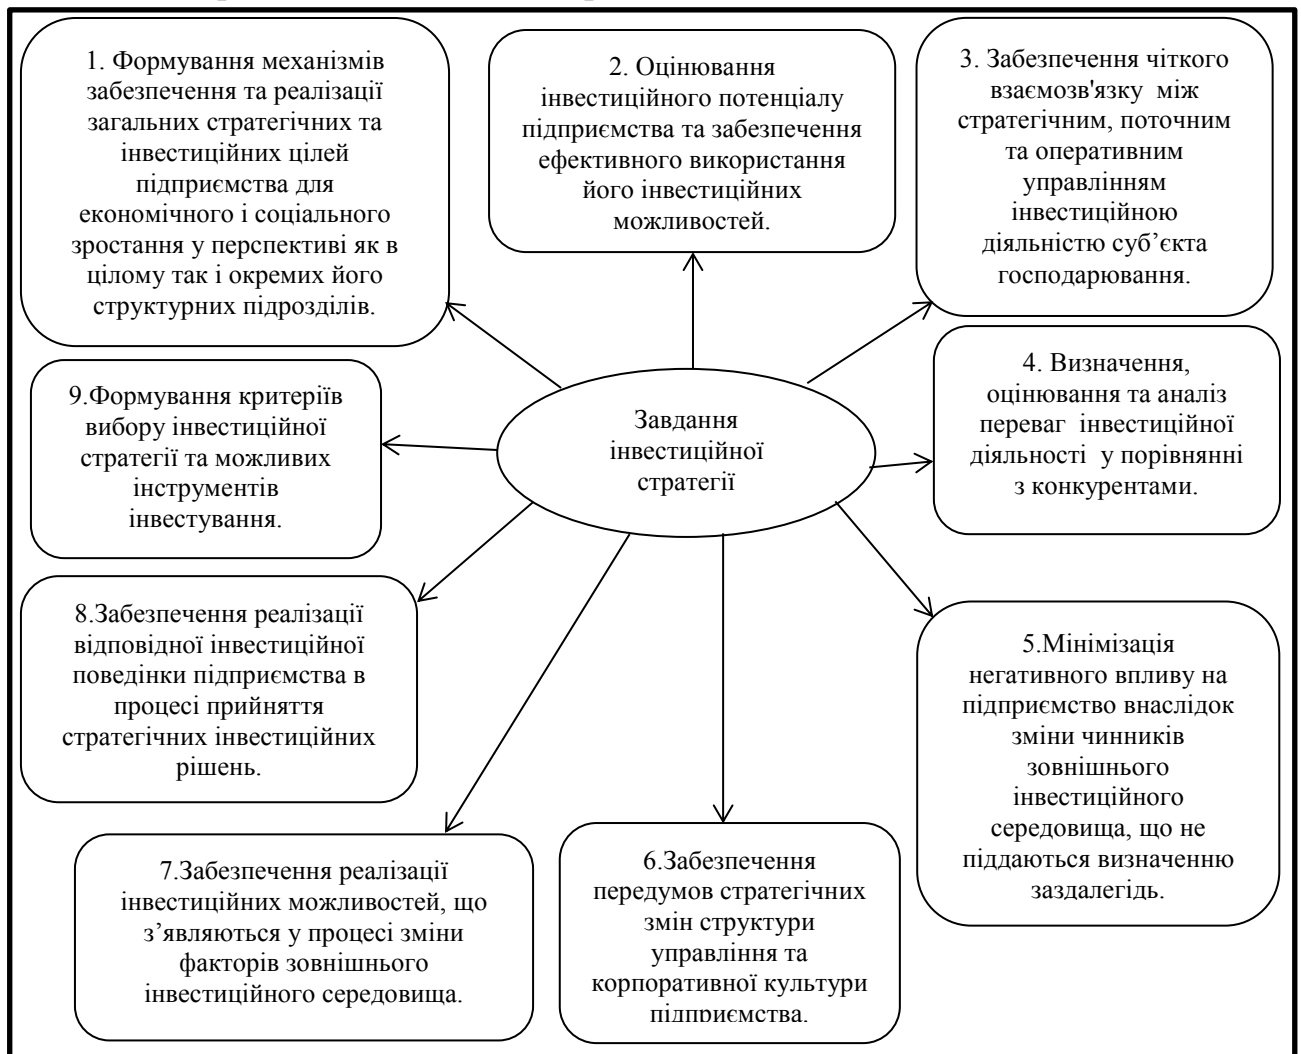 1. Формування механізмів
забезпечення та реалізації
загальних стратегічних та
інвестиційних цілей
підприємства для
економічного і соціального
зростання у перспективі як в
цілому так і окремих його
структурних підрозділів.
2. Оцінювання
інвестиційного потенціалу
підприємства та забезпечення
ефективного використання
його інвестиційних
можливостей.
3. Забезпечення чіткого
взаємозв'язку між
стратегічним, поточним
та оперативним
управлінням
інвестиційною
діяльністю суб’єкта
господарювання.
9.Формування критеріїв
вибору інвестиційної
стратегії та можливих
інструментів
інвестування.
Завдання
інвестиційної
стратегії
4. Визначення,
оцінювання та аналіз
переваг інвестиційної
діяльності у порівнянні
з конкурентами.
8.Забезпечення реалізації
відповідної інвестиційної
поведінки підприємства в
процесі прийняття
стратегічних інвестиційних
рішень.
5.Мінімізація
негативного впливу на
підприємство внаслідок
зміни чинників
зовнішнього
інвестиційного
середовища, що не
піддаються визначенню
заздалегідь.
7.Забезпечення реалізації
інвестиційних можливостей, що
з’являються у процесі зміни
факторів зовнішнього
інвестиційного середовища.
6.Забезпечення
передумов стратегічних
змін структури
управління та
корпоративної культури
підприємства.